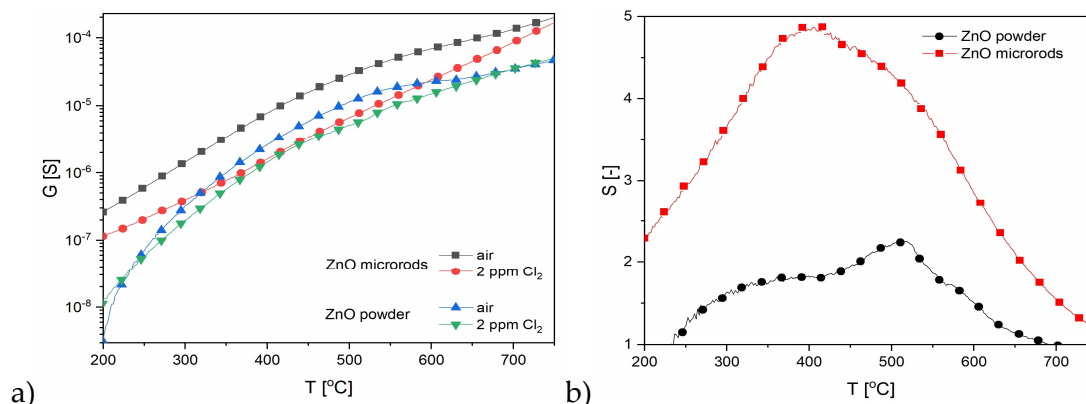 10⁻⁴
10⁻⁵
10⁻⁶
10⁻⁷
10⁻⁸
G [S]
ZnO microrods
air
2 ppm Cl₂
ZnO powder
air
2 ppm Cl₂
200 300 400 500 600 700
T [°C]
a)
5
4
3
2
1
S [-]
ZnO powder
ZnO microrods
200 300 400 500 600 700
T [°C]
b)